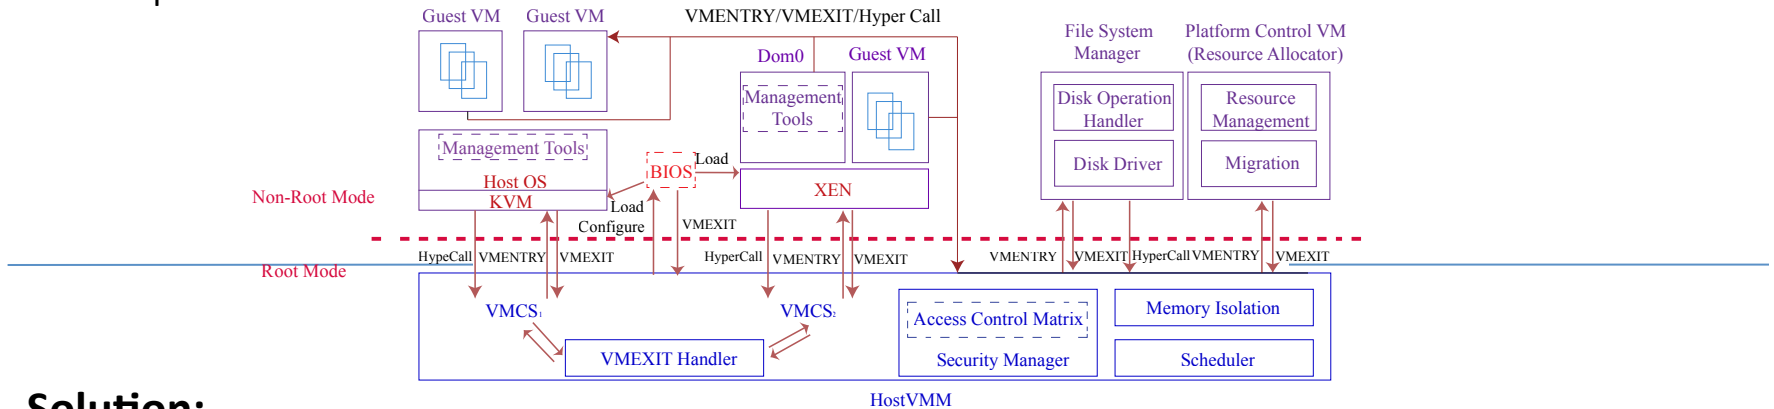 Guest VM
Guest VM
VMENTRY/VMEXIT/Hyper Call
File System
Manager
Platform Control VM
(Resource Allocator)
Dom0
Guest VM
Management
Tools
Disk Operation
Handler
Resource
Management
Management Tools
Disk Driver
Migration
Host OS
KVM
BIOS
Load
XEN
Non-Root Mode
Load
Configure
VMEXIT
Root Mode
HypeCall
VMENTRY
VMEXIT
HyperCall
VMENTRY
VMEXIT
VMENTRY
VMEXIT
HyperCall
VMENTRY
VMEXIT
VMCS1
VMCS2
Access Control Matrix
Security Manager
Memory Isolation
Scheduler
VMEXIT Handler
HostVMM
Solution: